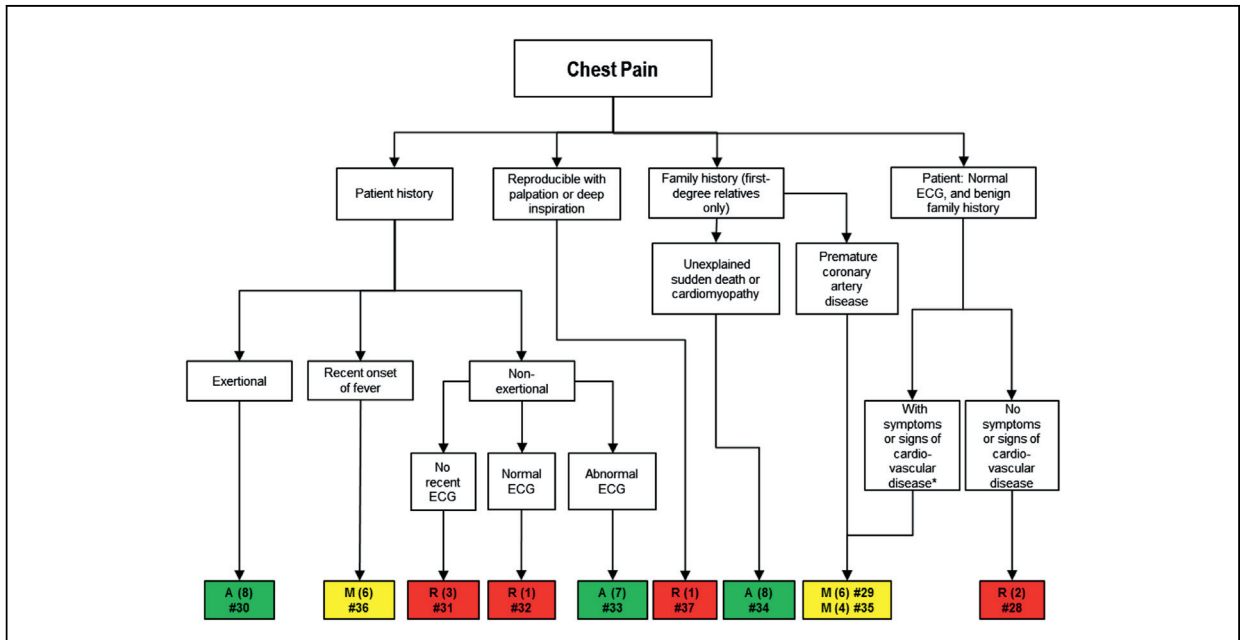 Chest Pain
Patient history
Reproducible with
palpation or deep
inspiration
Family history (first-
degree relatives
only)
Patient: Normal
ECG, and benign
family history
Unexplained
sudden death or
cardiomyopathy
Premature
coronary
artery
disease
Exertional
Recent onset
of fever
Non-
exertional
With
symptoms
or signs of
cardio-
vascular
disease*
No
symptoms
or signs of
cardio-
vascular
disease
No
recent
ECG
Normal
ECG
Abnormal
ECG
A (8)
#30
M (6)
#36
R (3)
#31
R (1)
#32
A (7)
#33
R (1)
#37
A (8)
#34
M (6) #29
M (4) #35
R (2)
#28